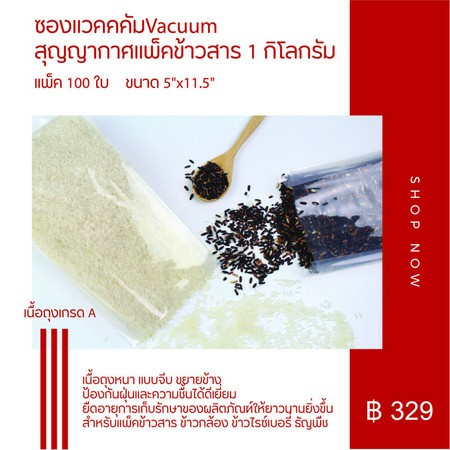 ซองแวคคคัมVacuum
สุญญากาศแพ็คข้าวสาร 1 กิโลกรัม
แพ็ค 100 ใบ ขนาด 5"x11.5"
SHOP NOW
เนื้อถุงเกรด A
เนื้อถุงหนา แบบจีบ ขยายข้าง
ป้องกันฝุ่นและความชื้นได้ดีเยี่ยม
ยืดอายุการเก็บรักษาของผลิตภัณฑ์ให้ยาวนานยิ่งขึ้น
สำหรับแพ็คข้าวสาร ข้าวกล้อง ข้าวไรซ์เบอรี่ ธัญพืช
฿ 329